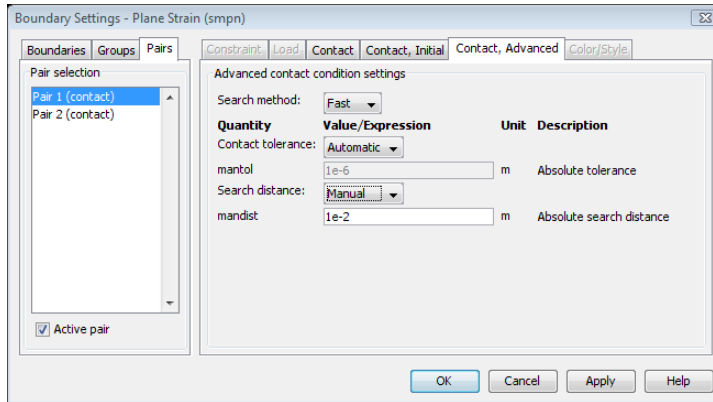 Boundary Settings - Plane Strain (smpn)
Boundaries Groups Pairs
Constraint Load Contact Contact, Initial Contact, Advanced Color/Style
Pair selection
Pair 1 (contact)
Pair 2 (contact)
Active pair
Advanced contact condition settings
Search method: Fast
Quantity Value/Expression Unit Description
Contact tolerance: Automatic
mantol 1e-6 m Absolute tolerance
Search distance: Manual
mandist 1e-2 m Absolute search distance
OK Cancel Apply Help